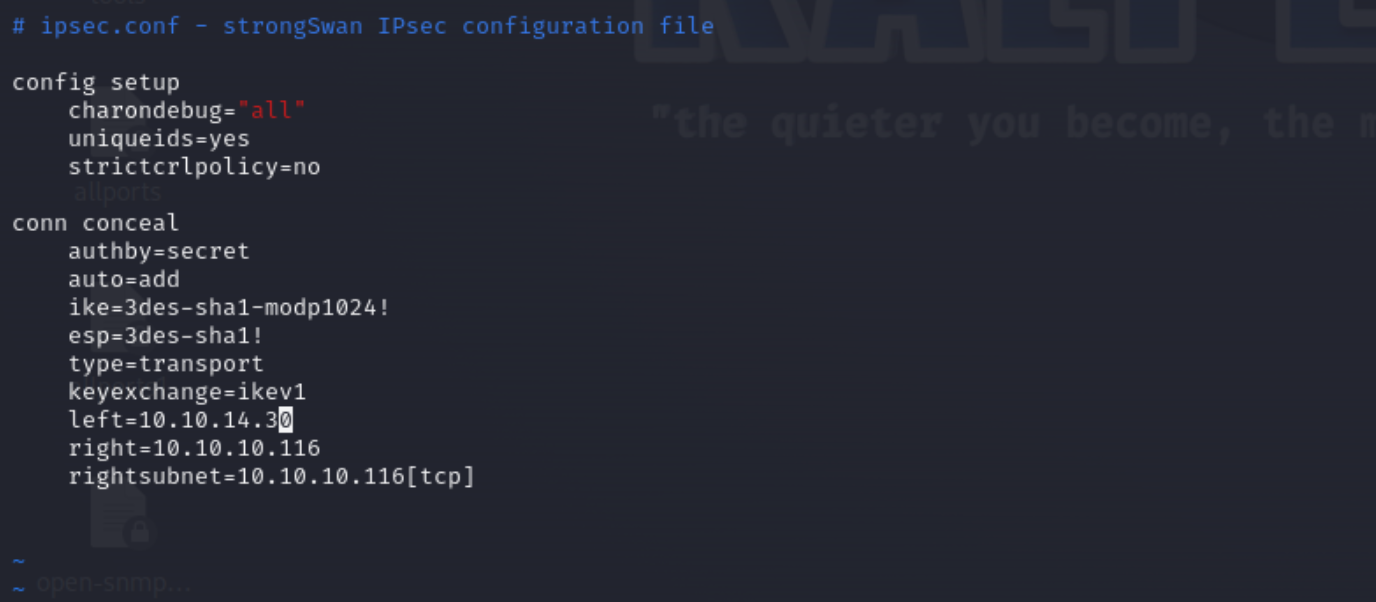 tools
# ipsec.conf - strongSwan IPsec configuration file
config setup
    charondebug="all"
"the quieter you become, the m
    uniqueids=yes
    strictcrlpolicy=no
allports
conn conceal
    authby=secret
    auto=add
    ike=3des-sha1-modp1024!
    esp=3des-sha1!
    type=transport
    keyexchange=ikev1
    left=10.10.14.30
    right=10.10.10.116
    rightsubnet=10.10.10.116[tcp]
~
open-snmp...
~